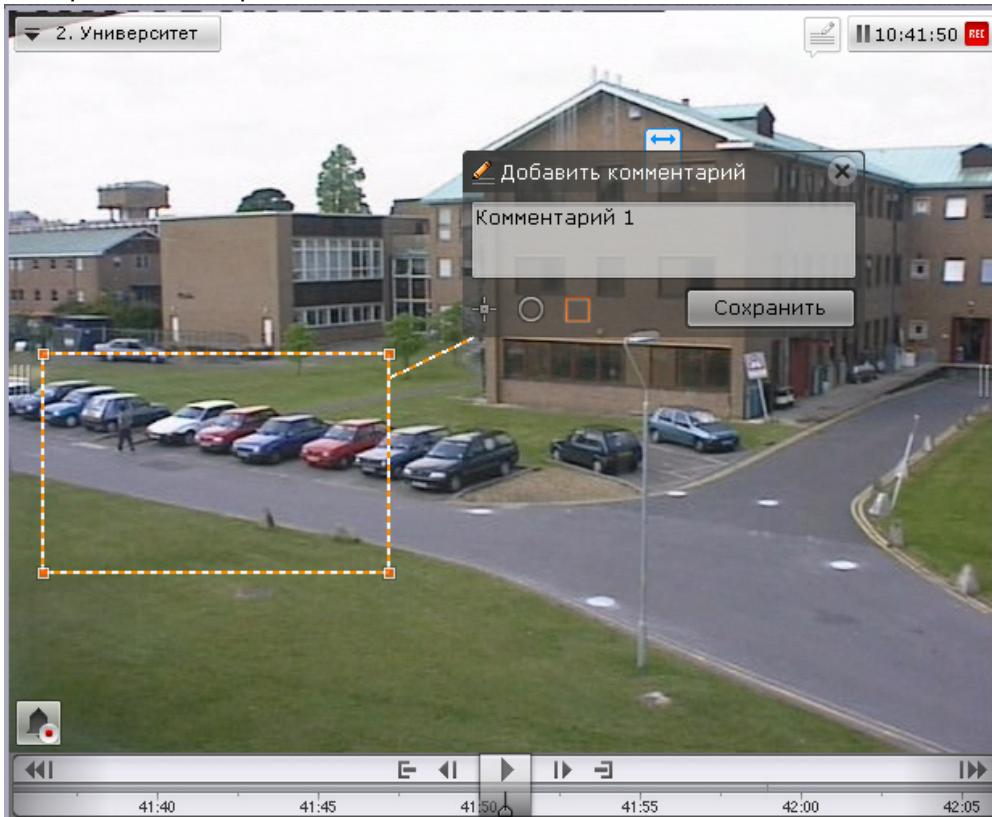 2. Университет
10:41:50 REC
Добавить комментарий
Комментарий 1
Сохранить
41:40 41:45 41:50 41:55 42:00 42:05